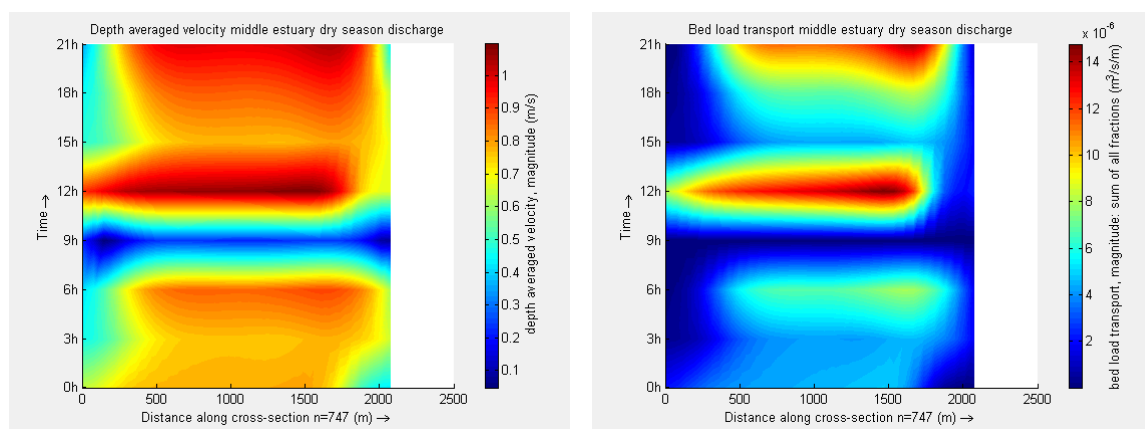 Depth averaged velocity middle estuary dry season discharge
21h
18h
15h
12h
9h
6h
3h
0h
Time →
0
500
1000
1500
2000
2500
Distance along cross-section n=747 (m) →
1
0.9
0.8
0.7
0.6
0.5
0.4
0.3
0.2
0.1
depth averaged velocity, magnitude (m/s)
Bed load transport middle estuary dry season discharge
21h
18h
15h
12h
9h
6h
3h
0h
Time →
0
500
1000
1500
2000
2500
Distance along cross-section n=747 (m) →
x 10⁻⁶
14
12
10
8
6
4
2
bed load transport, magnitude: sum of all fractions (m³/s/m)